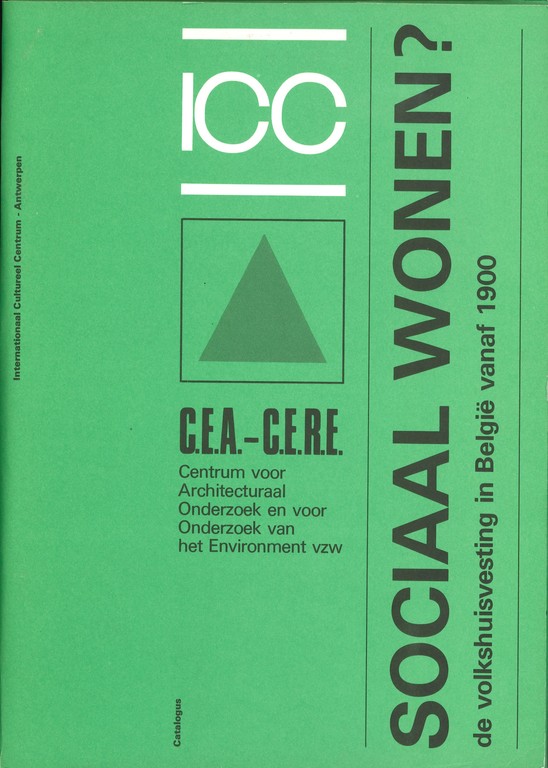 Internationaal Cultureel Centrum - Antwerpen
ICC
C.E.A.-C.E.R.E.
Centrum voor
Architecturaal
Onderzoek en voor
Onderzoek van
het Environment vzw
Catalogus
SOCIAAL WONEN?
de volkshuisvesting in België vanaf 1900